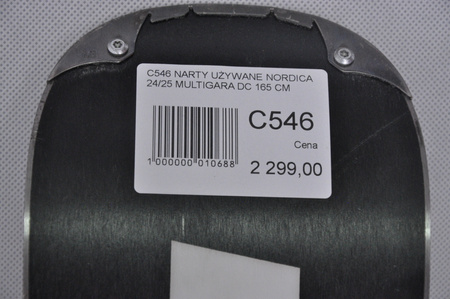 C546 NARTY UŻYWANE NORDICA
24/25 MULTIGARA DC 165 CM
C546
Cena
1 000000 010688
2 299,00